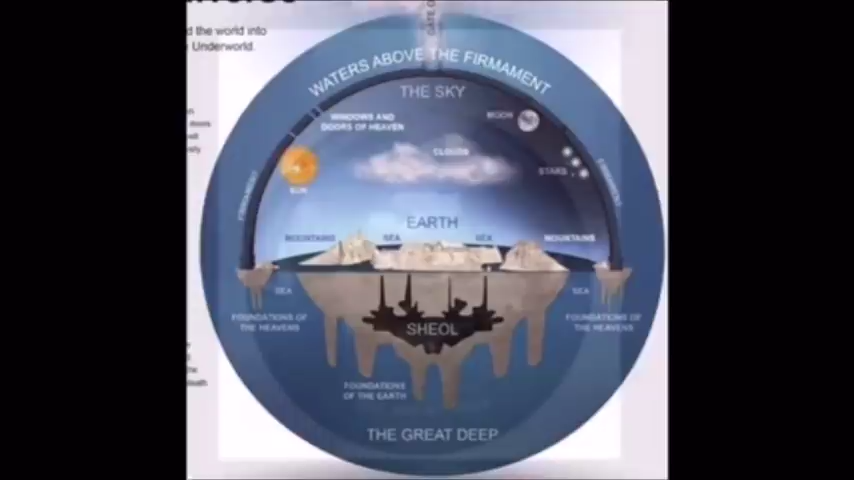 d the world into
Underworld.
WATERS ABOVE THE FIRMAMENT
THE SKY
WINDOWS AND
DOORS OF HEAVEN
MOON
CLOUDS
STARS
SUN
FIRMAMENT
FIRMAMENT
EARTH
MOUNTAINS
SEA
SEA
MOUNTAINS
SEA
SEA
FOUNDATIONS OF
THE HEAVENS
FOUNDATIONS OF
THE HEAVENS
SHEOL
FOUNDATIONS
OF THE EARTH
THE GREAT DEEP